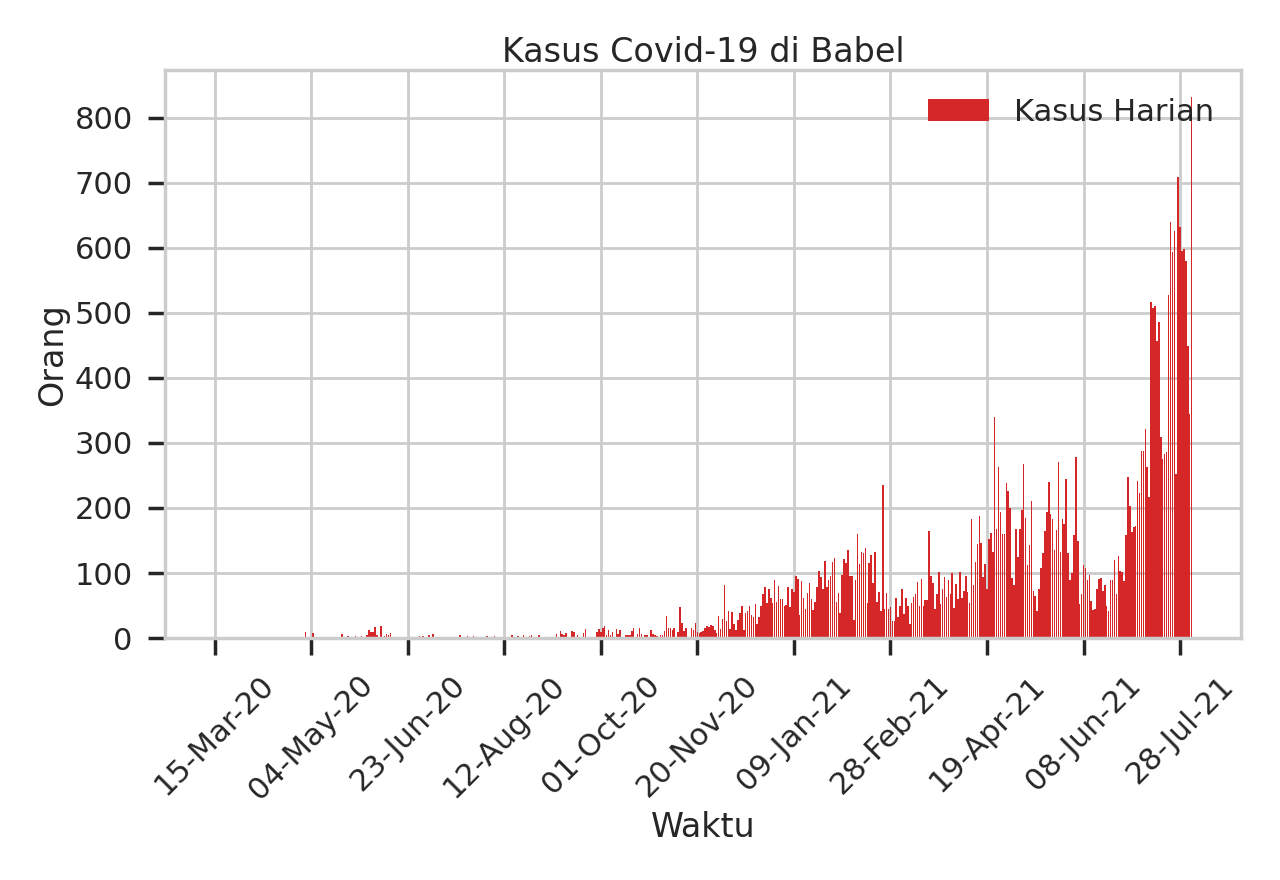 Kasus Covid-19 di Babel
Kasus Harian
800
700
600
500
400
300
200
100
0
Orang
15-Mar-20
04-May-20
23-Jun-20
12-Aug-20
01-Oct-20
20-Nov-20
09-Jan-21
28-Feb-21
19-Apr-21
08-Jun-21
28-Jul-21
Waktu